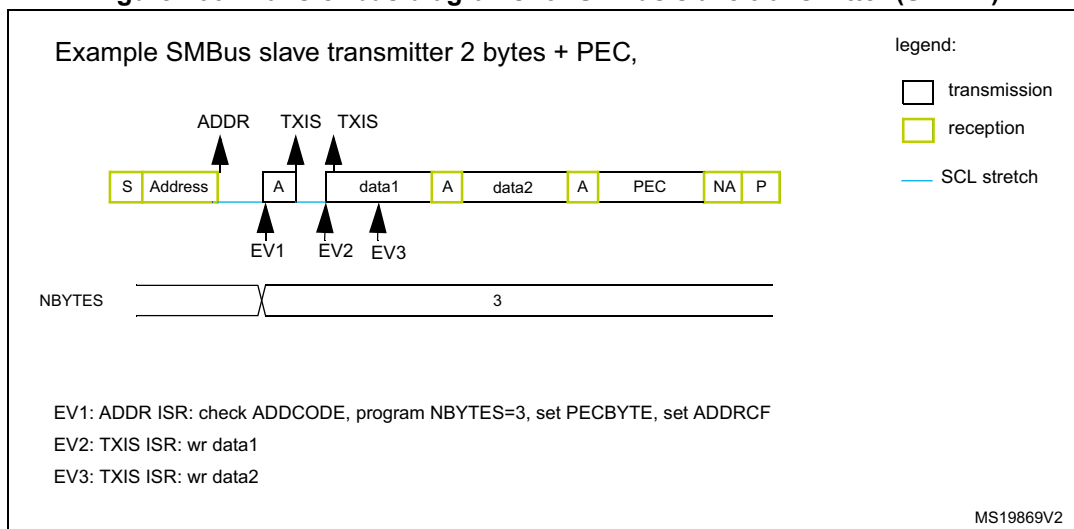 Example SMBus slave transmitter 2 bytes + PEC,
legend:
transmission
reception
SCL stretch
ADDR TXIS TXIS
S Address A data1 A data2 A PEC NA P
EV1 EV2 EV3
NBYTES 3
EV1: ADDR ISR: check ADDCODE, program NBYTES=3, set PECBYTE, set ADDRCF
EV2: TXIS ISR: wr data1
EV3: TXIS ISR: wr data2
MS19869V2